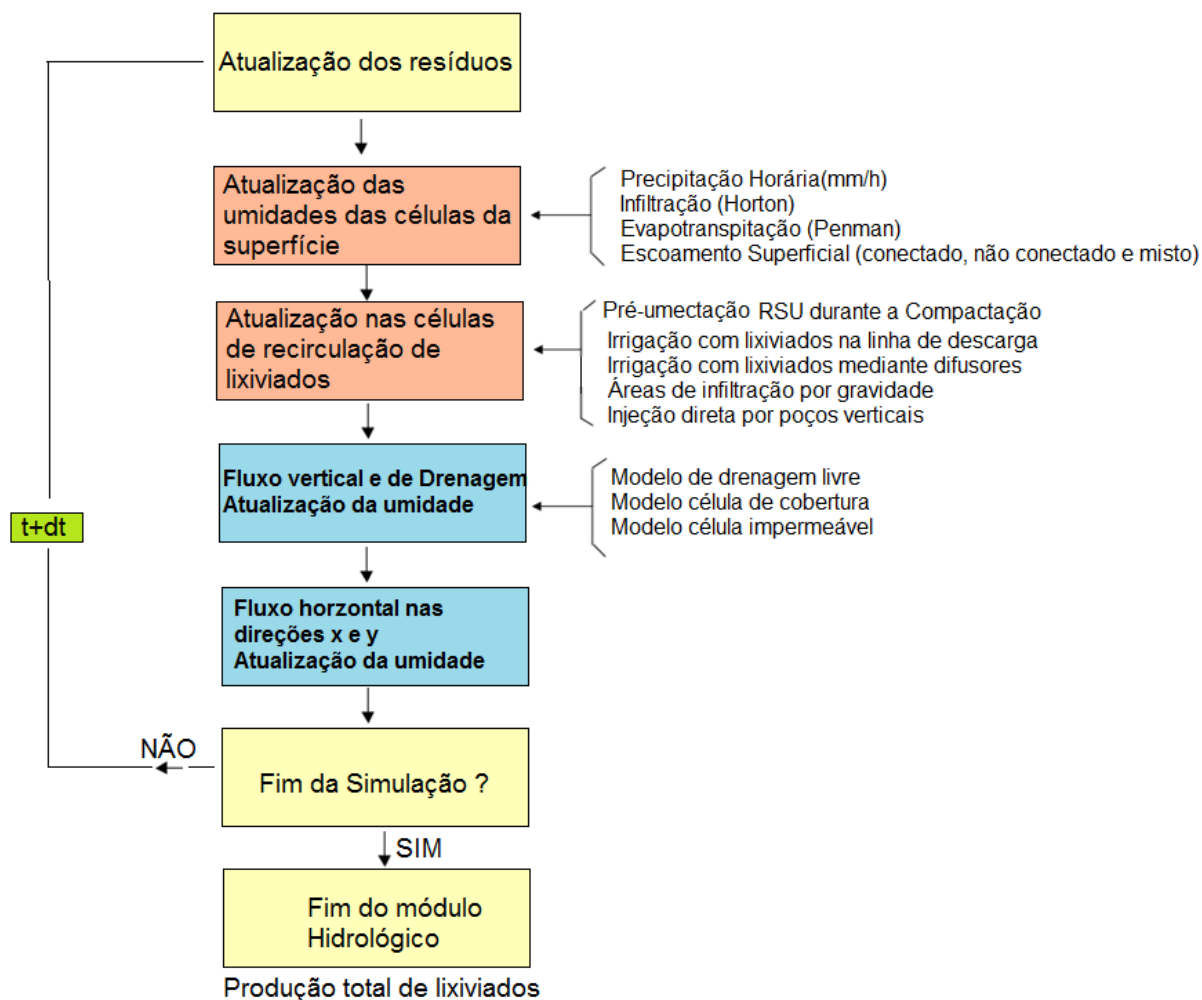 Atualização dos resíduos
Atualização das
umidades das células da
superfície
Precipitação Horária(mm/h)
Infiltração (Horton)
Evapotranspitação (Penman)
Escoamento Superficial (conectado, não conectado e misto)
Atualização nas células
de recirculação de
lixiviados
Pré-umectação RSU durante a Compactação
Irrigação com lixiviados na linha de descarga
Irrigação com lixiviados mediante difusores
Áreas de infiltração por gravidade
Injeção direta por poços verticais
Fluxo vertical e de Drenagem
Atualização da umidade
Modelo de drenagem livre
Modelo célula de cobertura
Modelo célula impermeável
t+dt
Fluxo horzontal nas
direções x e y
Atualização da umidade
NÃO
Fim da Simulação ?
SIM
Fim do módulo
Hidrológico
Produção total de lixiviados